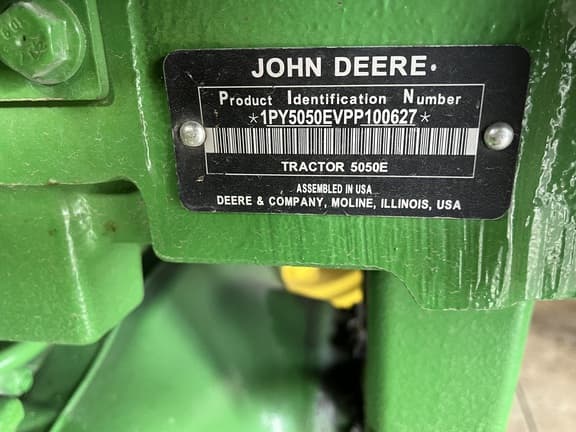 JOHN DEERE
Product Identification Number
*1PY5050EVPP100627*
TRACTOR 5050E
ASSEMBLED IN USA
DEERE & COMPANY, MOLINE, ILLINOIS, USA